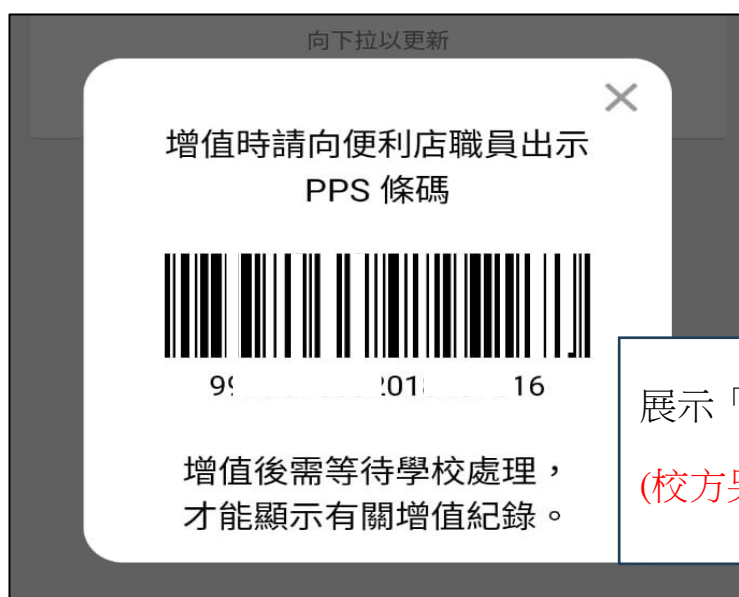 向下拉以更新
增值時請向便利店職員出示
PPS 條碼
201 16
增值後需等待學校處理，
才能顯示有關增值紀錄。
展示「
(校方